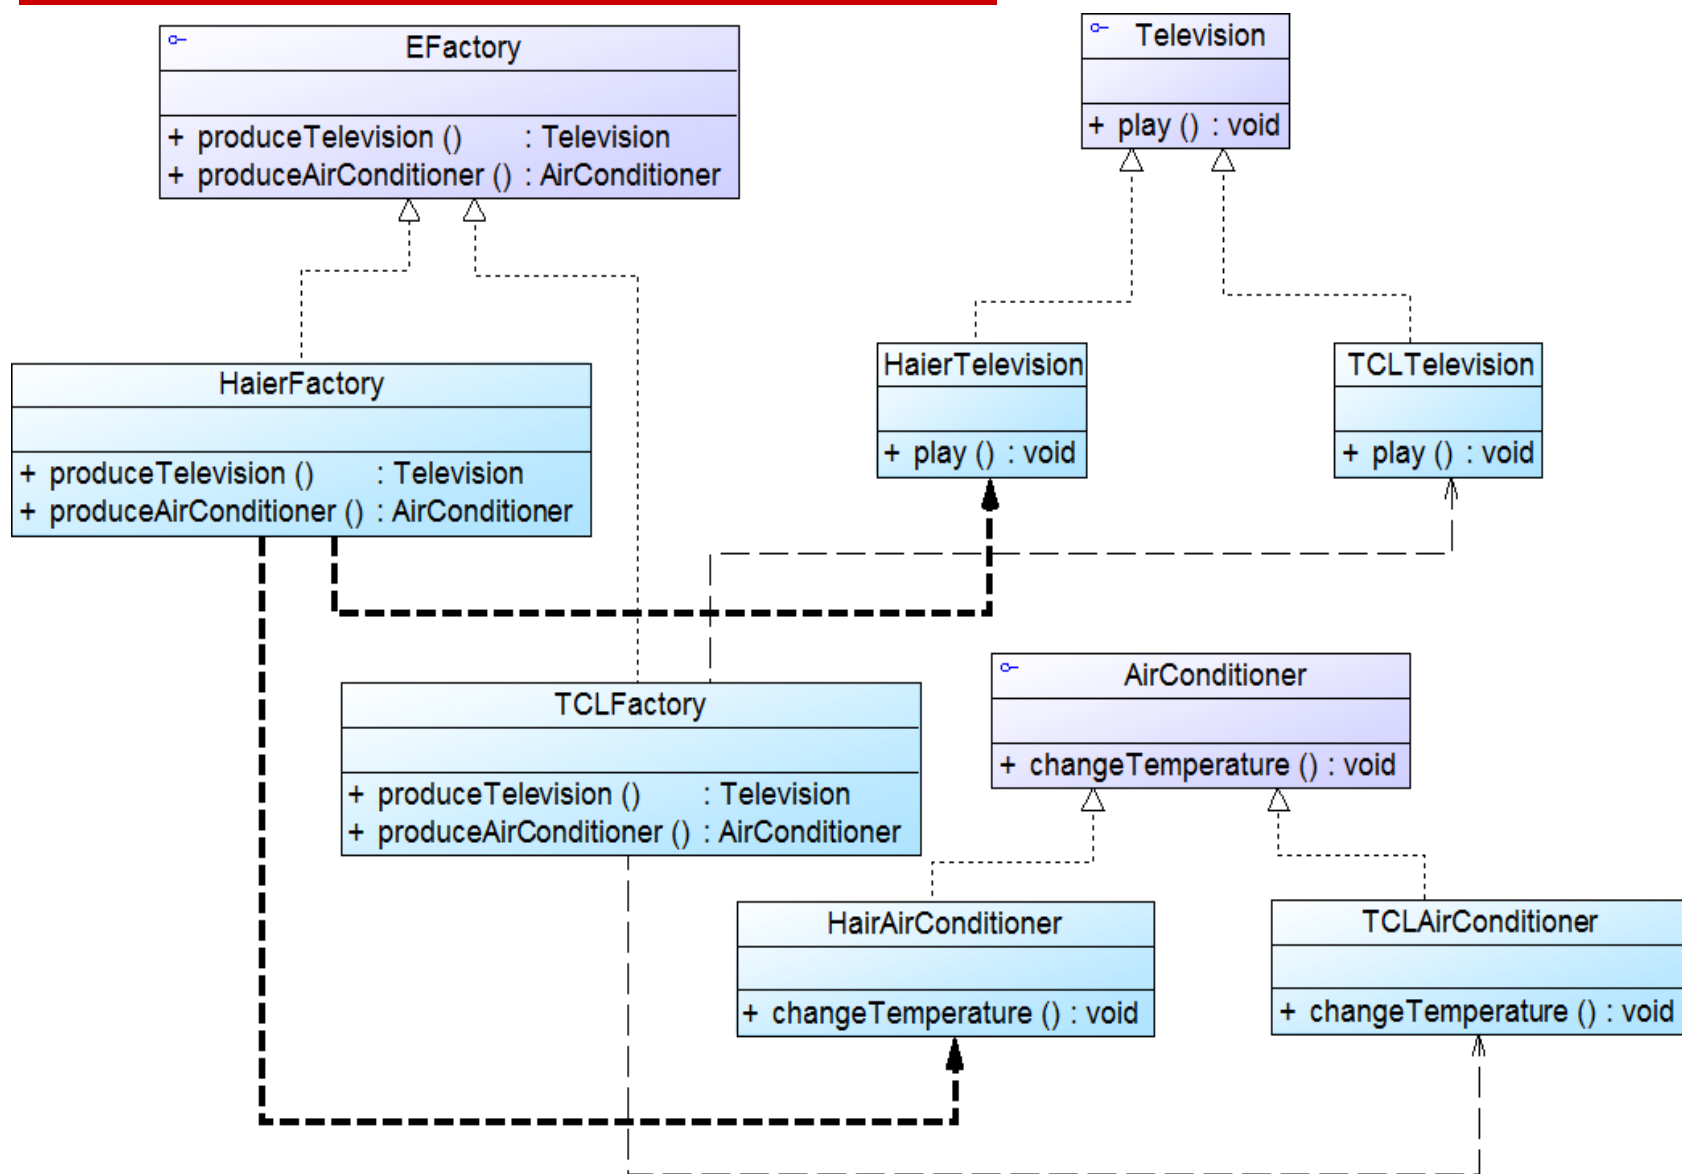 EFactory
+ produceTelevision () : Television
+ produceAirConditioner () : AirConditioner
Television
+ play () : void
HaierFactory
+ produceTelevision () : Television
+ produceAirConditioner () : AirConditioner
HaierTelevision
+ play () : void
TCLTelevision
+ play () : void
TCLFactory
+ produceTelevision () : Television
+ produceAirConditioner () : AirConditioner
AirConditioner
+ changeTemperature () : void
HairAirConditioner
+ changeTemperature () : void
TCLAirConditioner
+ changeTemperature () : void